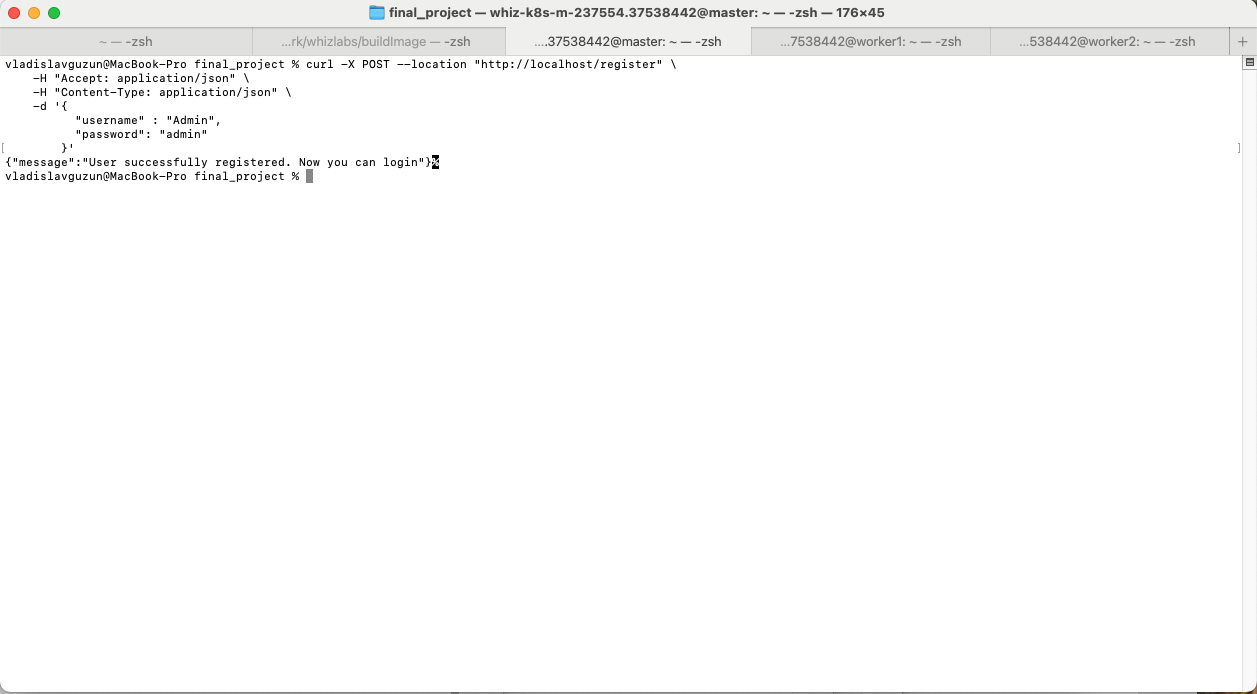 final_project — whiz-k8s-m-237554.37538442@master: ~ — -zsh — 176×45
~ — -zsh
...rk/whizlabs/buildImage — -zsh
....37538442@master: ~ — -zsh
...7538442@worker1: ~ — -zsh
...538442@worker2: ~ — -zsh
+
vladislavguzun@MacBook-Pro final_project % curl -X POST --location "http://localhost/register" \
    -H "Accept: application/json" \
    -H "Content-Type: application/json" \
    -d '{
          "username" : "Admin",
          "password": "admin"
[        }' ]
{"message":"User successfully registered. Now you can login"}%
vladislavguzun@MacBook-Pro final_project %